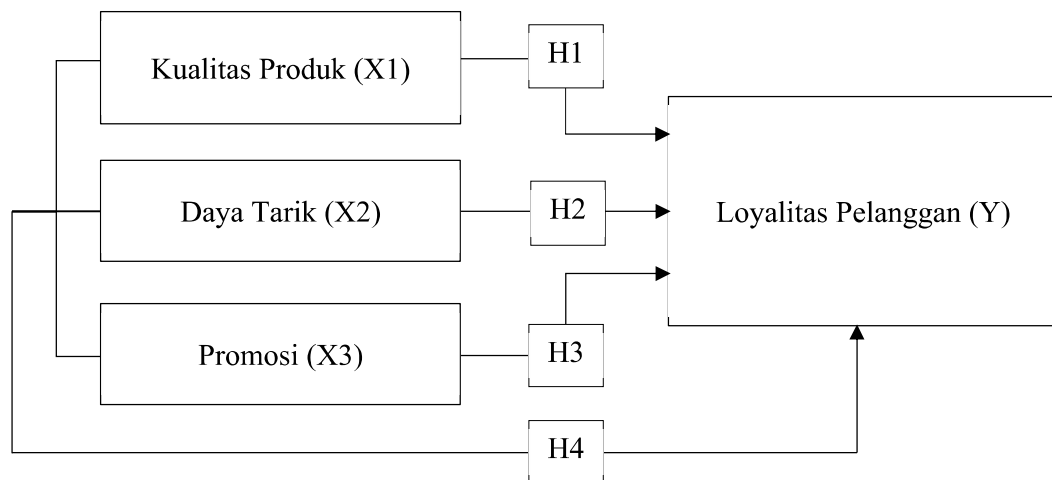 Kualitas Produk (X1)
H1
Daya Tarik (X2)
H2
Loyalitas Pelanggan (Y)
Promosi (X3)
H3
H4